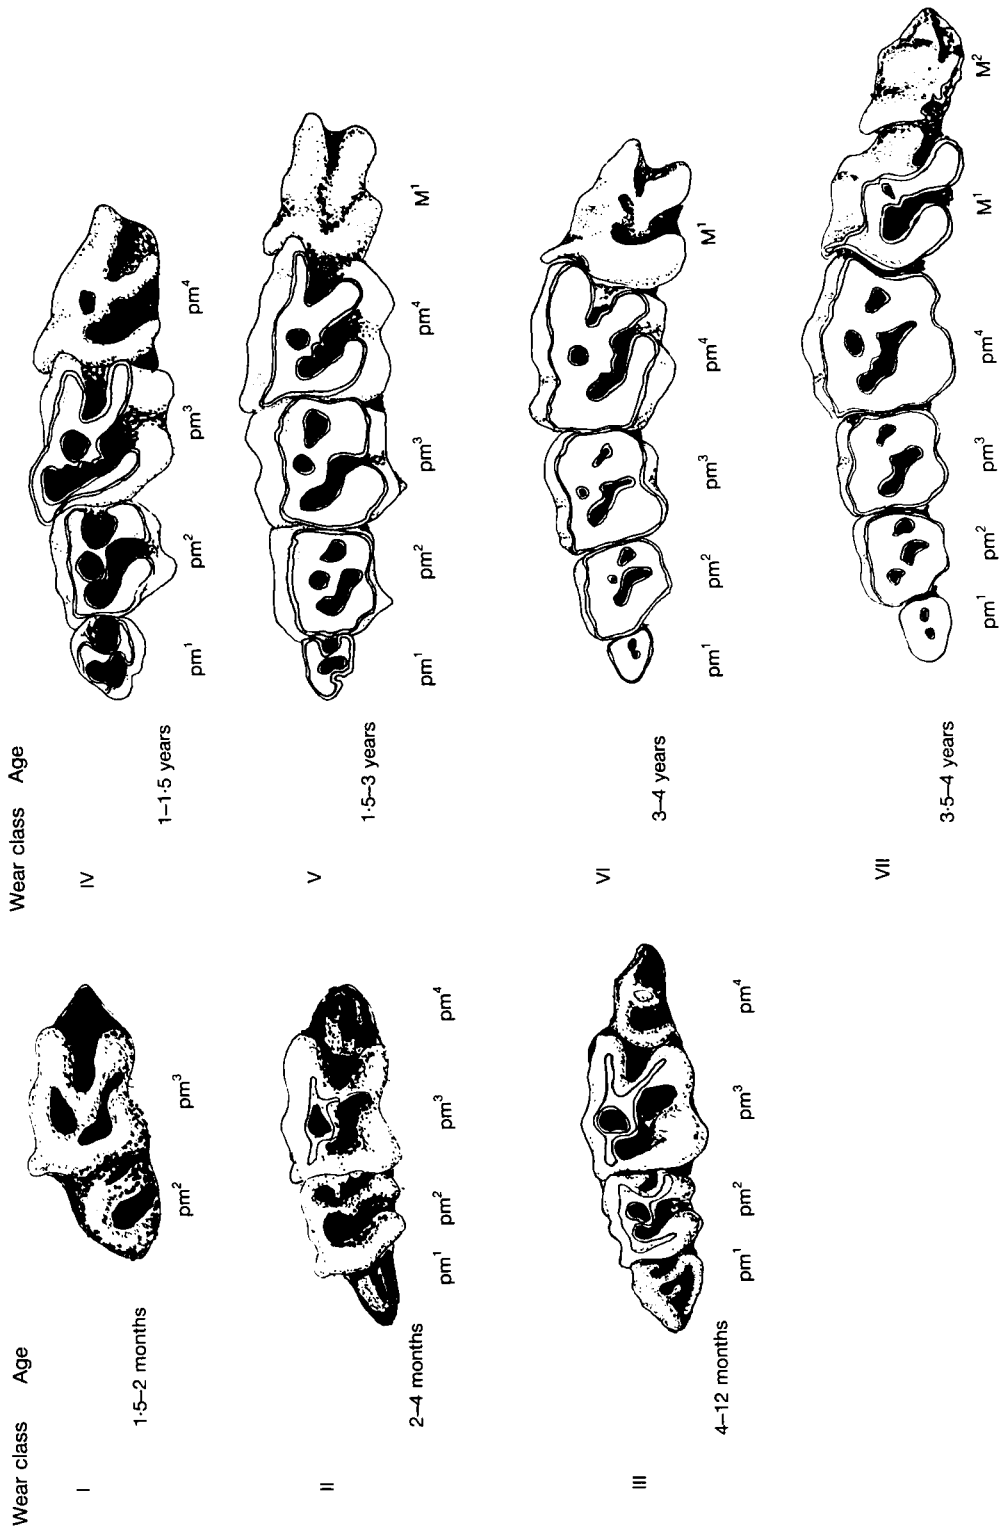 Wear class Age
I
1·5–2 months
pm² pm³
II
2–4 months
pm¹ pm² pm³ pm⁴
III
4–12 months
pm¹ pm² pm³ pm⁴
Wear class Age
IV
1–1·5 years
pm¹ pm² pm³ pm⁴
V
1·5–3 years
pm¹ pm² pm³ pm⁴ M¹
VI
3–4 years
pm¹ pm² pm³ pm⁴ M¹
VII
3·5–4 years
pm¹ pm² pm³ pm⁴ M¹ M²